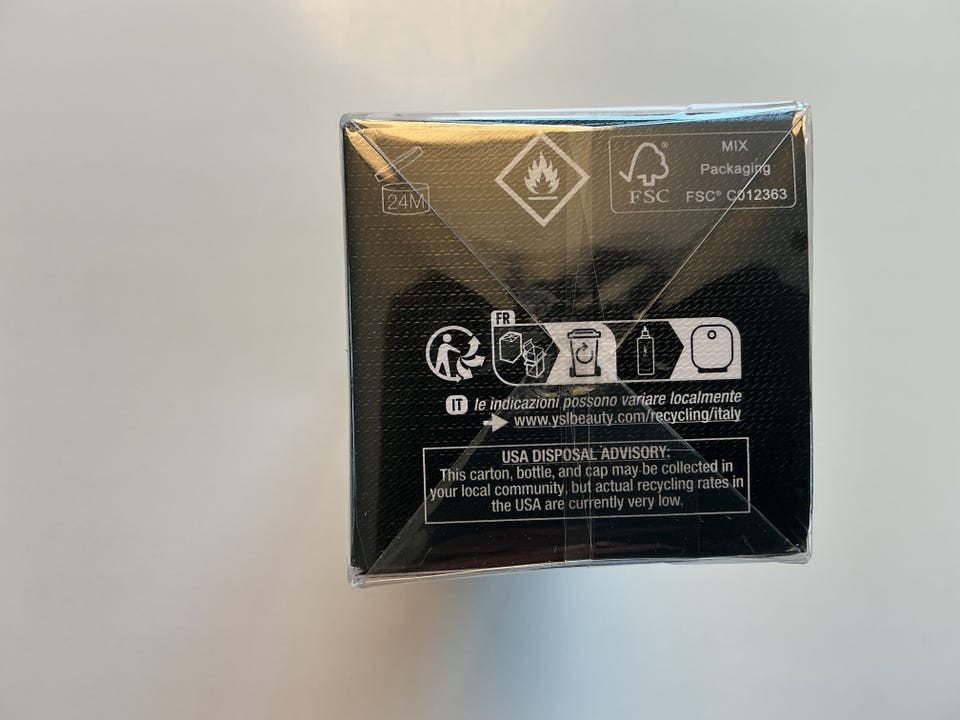 24M
FSC®
MIX
Packaging
FSC® C012363
FR
IT le indicazioni possono variare localmente
www.yslbeauty.com/recycling/italy
USA DISPOSAL ADVISORY:
This carton, bottle, and cap may be collected in
your local community, but actual recycling rates in
the USA are currently very low.